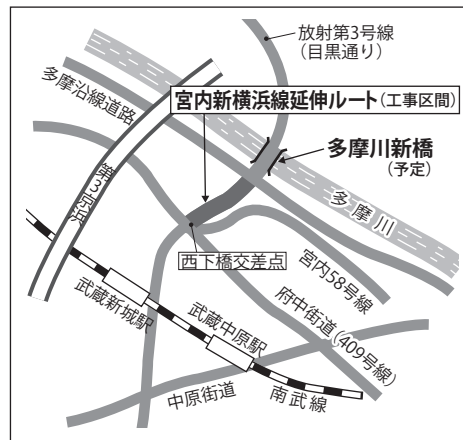 放射第3号線
(目黒通り)
多摩沿線道路
宮内新横浜線延伸ルート(工事区間)
多摩川新橋
(予定)
第3京浜
多摩川
西下橋交差点
宮内58号線
武蔵新城駅
武蔵中原駅
府中街道(409号線)
中原街道
南武線